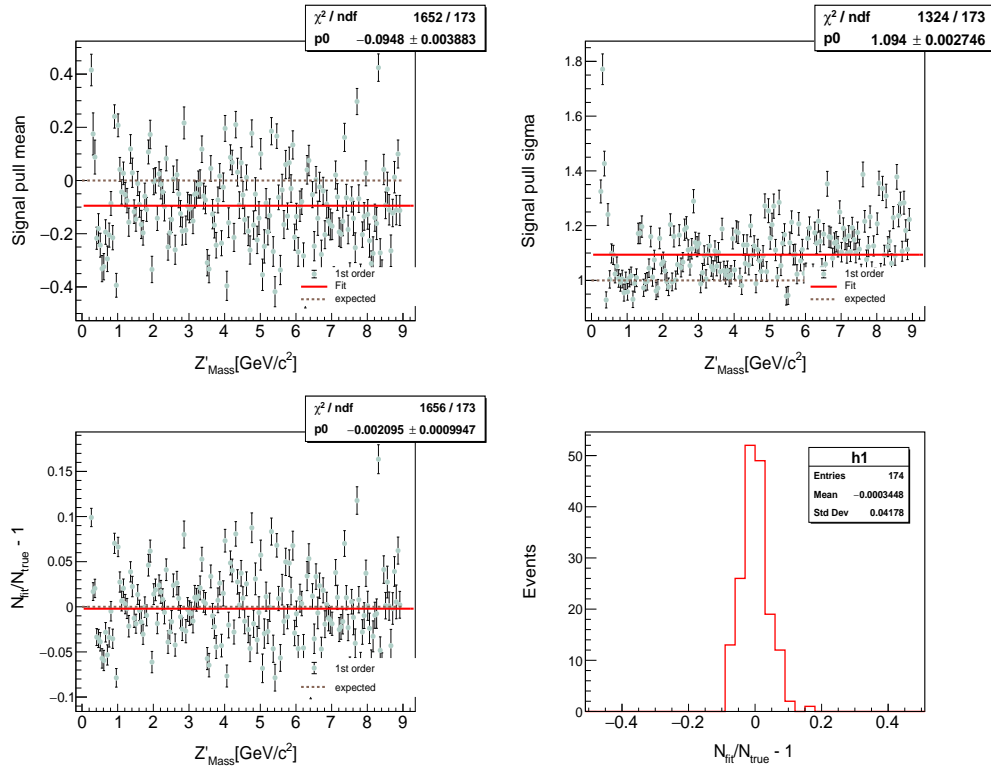 χ² / ndf 1652 / 173
p0 −0.0948 ± 0.003883
Signal pull mean
0.4
0.2
0
−0.2
−0.4
1st order
Fit
expected
0 1 2 3 4 5 6 7 8 9
Z'Mass[GeV/c²]
χ² / ndf 1324 / 173
p0 1.094 ± 0.002746
Signal pull sigma
1.8
1.6
1.4
1.2
1
1st order
Fit
expected
0 1 2 3 4 5 6 7 8 9
Z'Mass[GeV/c²]
χ² / ndf 1656 / 173
p0 −0.002095 ± 0.0009947
Nfit/Ntrue - 1
0.15
0.1
0.05
0
−0.05
−0.1
1st order
expected
0 1 2 3 4 5 6 7 8 9
Z'Mass[GeV/c²]
h1
Entries 174
Mean −0.0003448
Std Dev 0.04178
Events
50
40
30
20
10
0
−0.4 −0.2 0 0.2 0.4
Nfit/Ntrue - 1